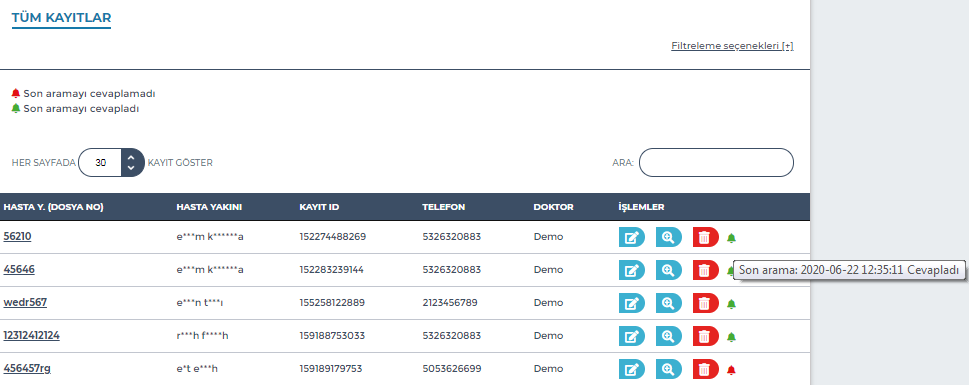 TÜM KAYITLAR
Filtreleme seçenekleri [+]
Son aramayı cevaplamadı
Son aramayı cevapladı
HER SAYFADA 30 KAYIT GÖSTER ARA:
HASTA Y. (DOSYA NO) HASTA YAKINI KAYIT ID TELEFON DOKTOR İŞLEMLER
56210 e***m k******a 152274488269 5326320883 Demo
45646 e***m k******a 152283239144 5326320883 Demo
Son arama: 2020-06-22 12:35:11 Cevapladı
wedr567 e***n t***ı 155258122889 2123456789 Demo
12312412124 r***h f****h 159188753033 5326320883 Demo
456457rg e*t e***h 159189179753 5053626699 Demo